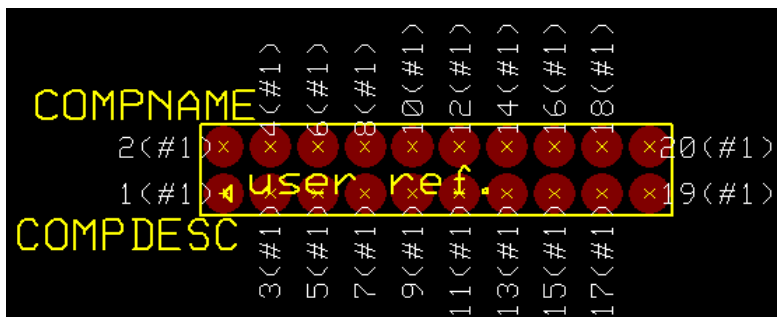 4(#1) 6(#1) 8(#1) 10(#1) 12(#1) 14(#1) 16(#1) 18(#1)
COMPNAME
2(#1) 20(#1)
user ref.
1(#1) 19(#1)
COMPDESC
3(#1) 5(#1) 7(#1) 9(#1) 11(#1) 13(#1) 15(#1) 17(#1)